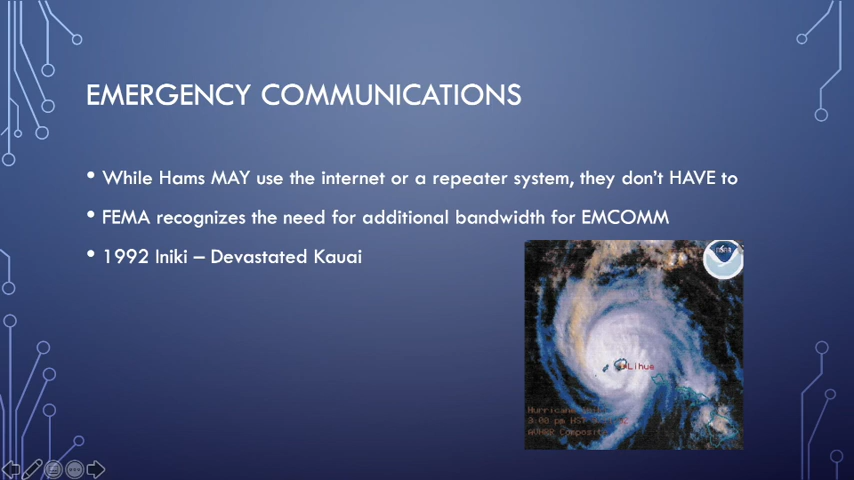 EMERGENCY COMMUNICATIONS
• While Hams MAY use the internet or a repeater system, they don't HAVE to
• FEMA recognizes the need for additional bandwidth for EMCOMM
• 1992 Iniki – Devastated Kauai
Lihue
Hurricane
3:00 pm HST
AVHRR Composite